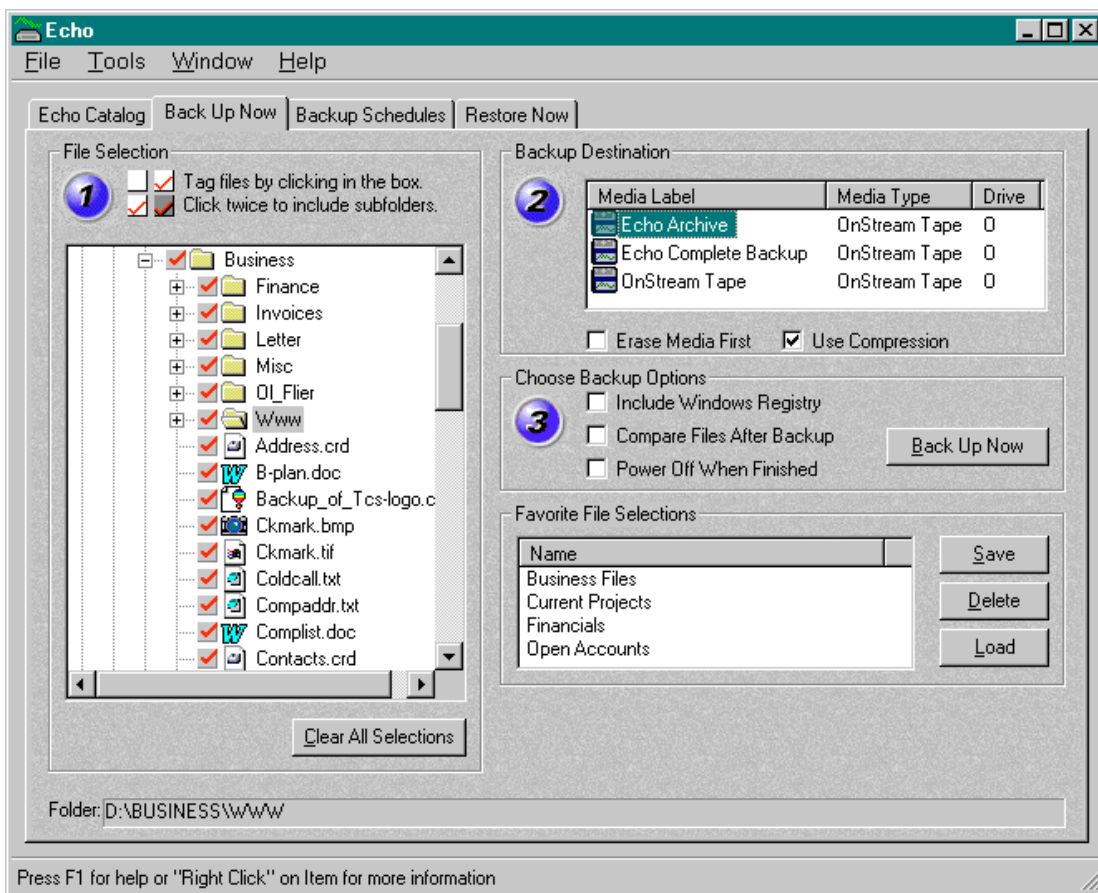 Echo
File Tools Window Help
Echo Catalog Back Up Now Backup Schedules Restore Now
File Selection
1
Tag files by clicking in the box.
Click twice to include subfolders.
Business
Finance
Invoices
Letter
Misc
OI_Flier
Www
Address.crd
B-plan.doc
Backup_of_Tcs-logo.c
Ckmark.bmp
Ckmark.tif
Coldcall.txt
Compaddr.txt
Complist.doc
Contacts.crd
Clear All Selections
Backup Destination
2
Media Label Media Type Drive
Echo Archive OnStream Tape 0
Echo Complete Backup OnStream Tape 0
OnStream Tape OnStream Tape 0
Erase Media First Use Compression
Choose Backup Options
3
Include Windows Registry
Compare Files After Backup
Power Off When Finished
Back Up Now
Favorite File Selections
Name
Business Files
Current Projects
Financials
Open Accounts
Save
Delete
Load
Folder: D:\BUSINESS\WWW
Press F1 for help or "Right Click" on Item for more information